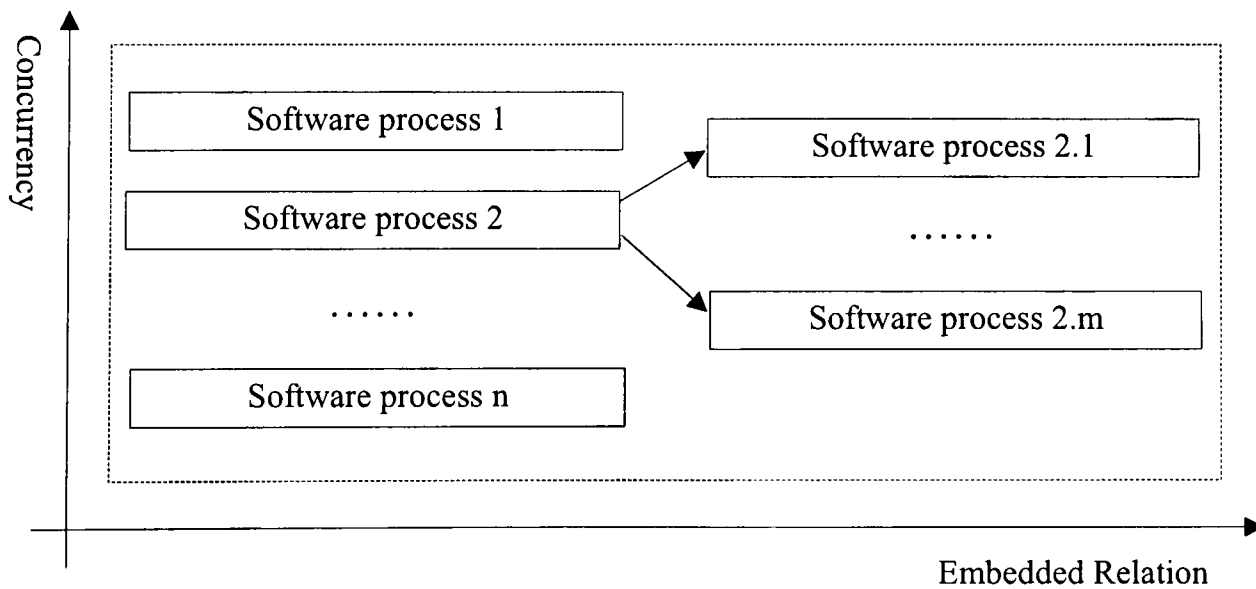 Concurrency
Software process 1
Software process 2.1
Software process 2
......
......
Software process 2.m
Software process n
Embedded Relation